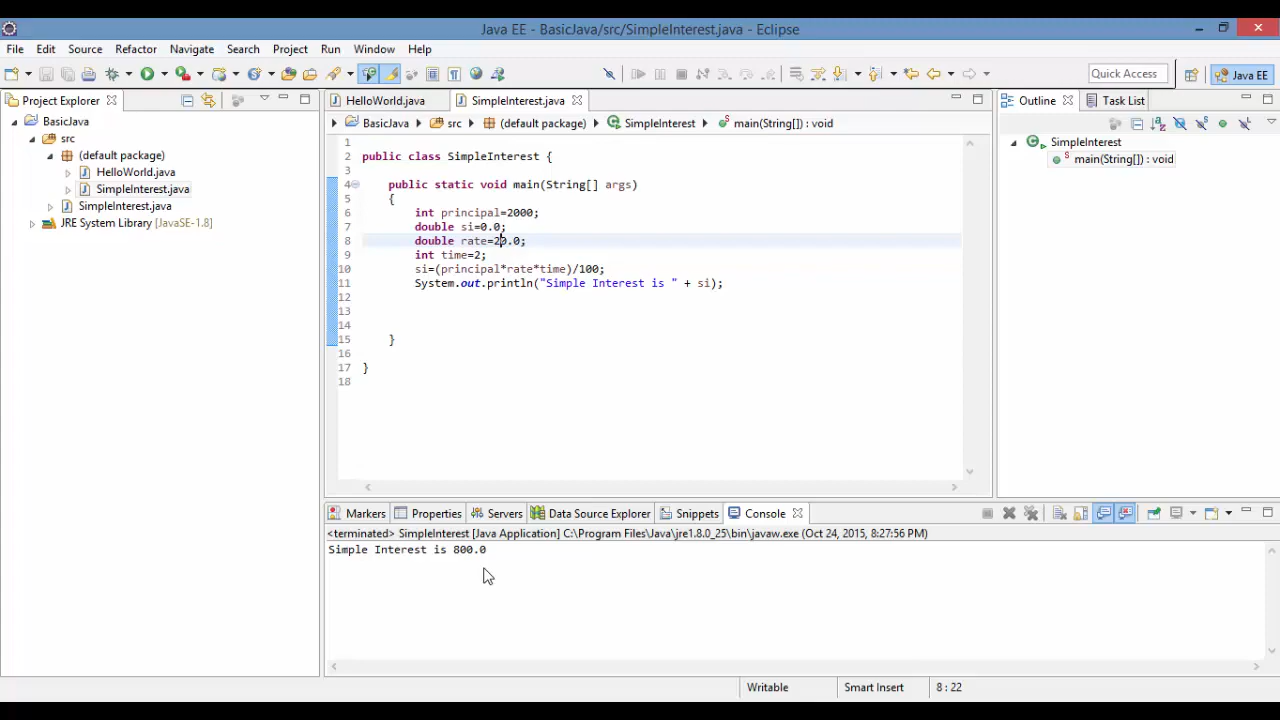 Java EE - BasicJava/src/SimpleInterest.java - Eclipse
File Edit Source Refactor Navigate Search Project Run Window Help
Quick Access
Java EE
Project Explorer
BasicJava
src
(default package)
HelloWorld.java
SimpleInterest.java
SimpleInterest.java
JRE System Library [JavaSE-1.8]
HelloWorld.java SimpleInterest.java
BasicJava src (default package) SimpleInterest main(String[]) : void
1
2 public class SimpleInterest {
3
4 public static void main(String[] args)
5 {
6 int principal=2000;
7 double si=0.0;
8 double rate=20.0;
9 int time=2;
10 si=(principal*rate*time)/100;
11 System.out.println("Simple Interest is " + si);
12
13
14
15 }
16
17 }
18
Outline Task List
SimpleInterest
main(String[]) : void
Markers Properties Servers Data Source Explorer Snippets Console
<terminated> SimpleInterest [Java Application] C:\Program Files\Java\jre1.8.0_25\bin\javaw.exe (Oct 24, 2015, 8:27:56 PM)
Simple Interest is 800.0
Writable Smart Insert 8 : 22